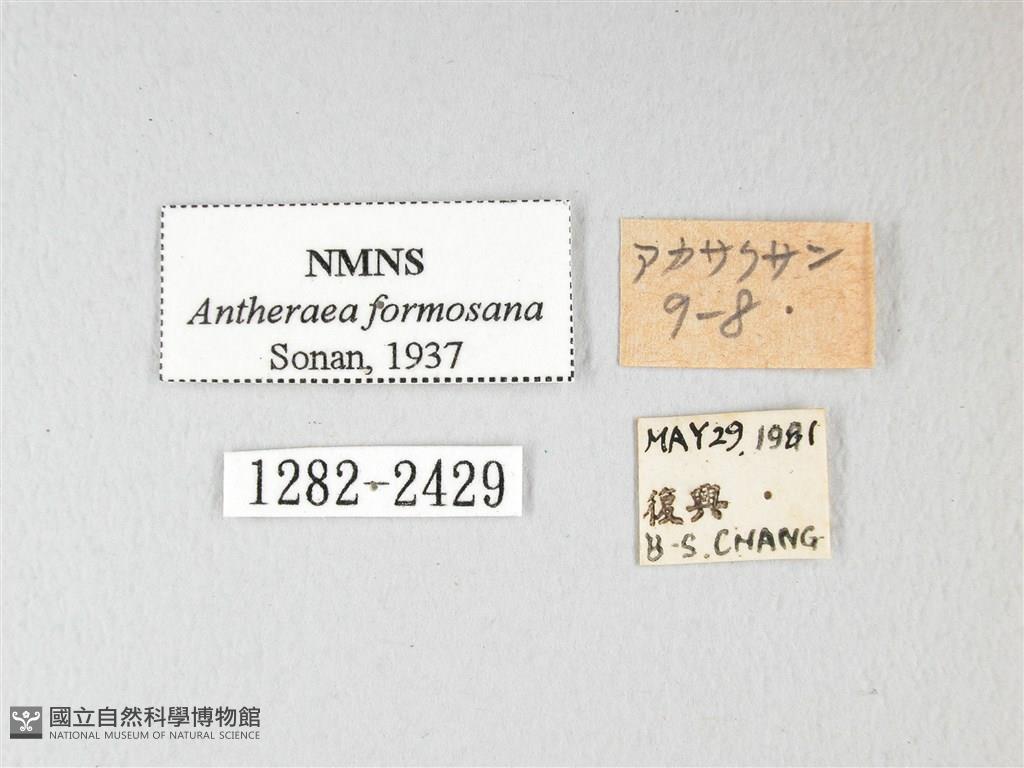 NMNS
Antheraea formosana
Sonan, 1937
アカサクサン
9-8
1282-2429
MAY 29. 1981
復興
B-S. CHANG
國立自然科學博物館
NATIONAL MUSEUM OF NATURAL SCIENCE